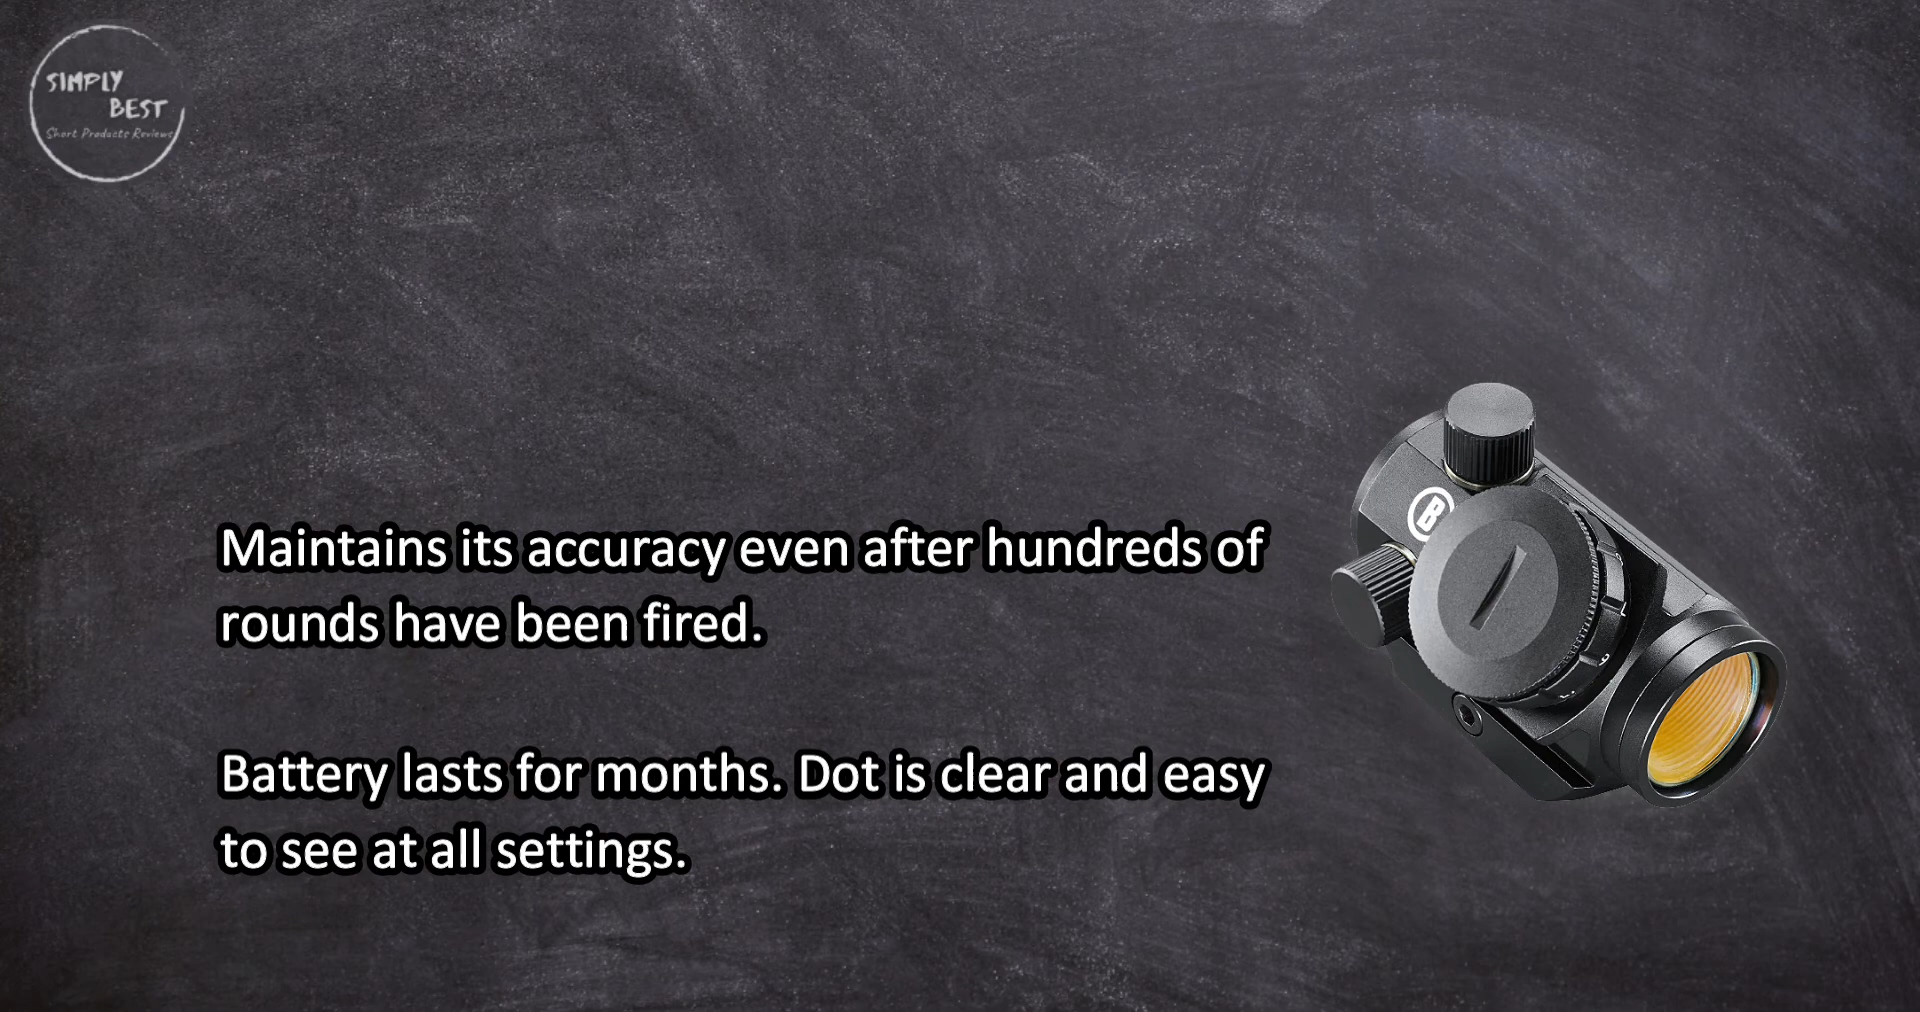 SIMPLY
BEST
Short Products Reviews
B
Maintains its accuracy even after hundreds of
rounds have been fired.
Battery lasts for months. Dot is clear and easy
to see at all settings.